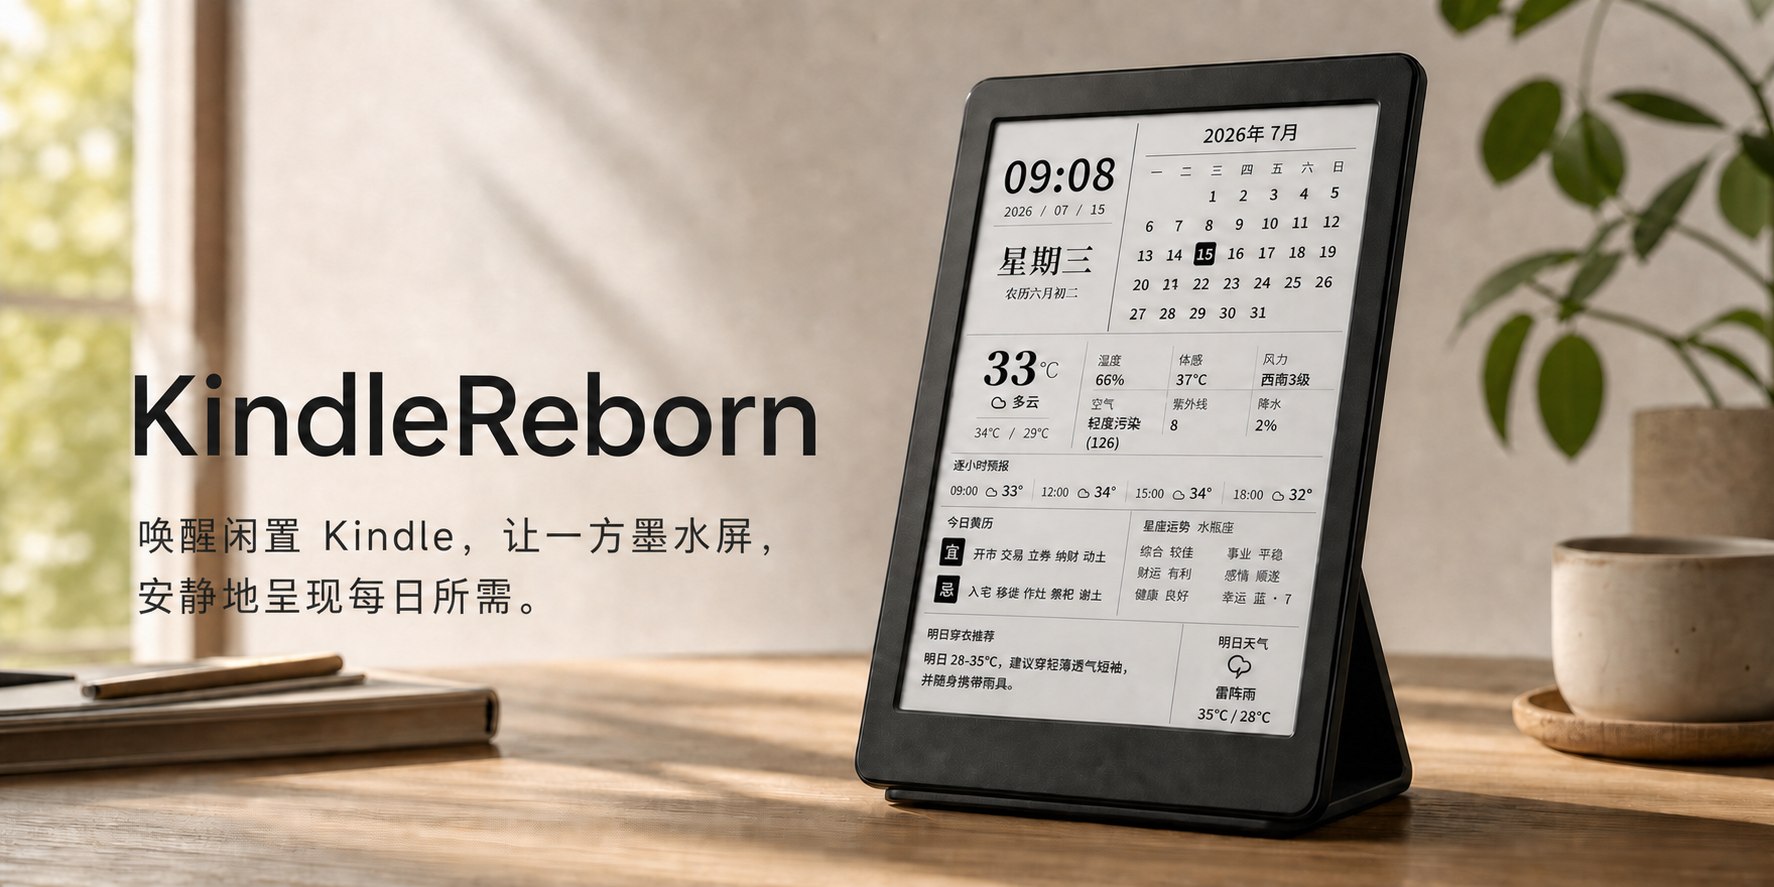 KindleReborn
唤醒闲置 Kindle，让一方墨水屏，
安静地呈现每日所需。
09:08
2026 / 07 / 15
星期三
农历六月初二
2026年 7月
一 二 三 四 五 六 日
1 2 3 4 5
6 7 8 9 10 11 12
13 14 15 16 17 18 19
20 21 22 23 24 25 26
27 28 29 30 31
33°C
多云
34°C / 29°C
湿度 体感 风力
66% 37°C 西南3级
空气 紫外线 降水
轻度污染 8 2%
(126)
逐小时预报
09:00 33° 12:00 34° 15:00 34° 18:00 32°
今日黄历
宜 开市 交易 立券 纳财 动土
忌 入宅 移徙 作灶 祭祀 谢土
星座运势 水瓶座
综合 较佳 事业 平稳
财运 有利 感情 顺遂
健康 良好 幸运 蓝·7
明日穿衣推荐
明日 28-35°C，建议穿轻薄透气短袖，
并随身携带雨具。
明日天气
雷阵雨
35°C / 28°C